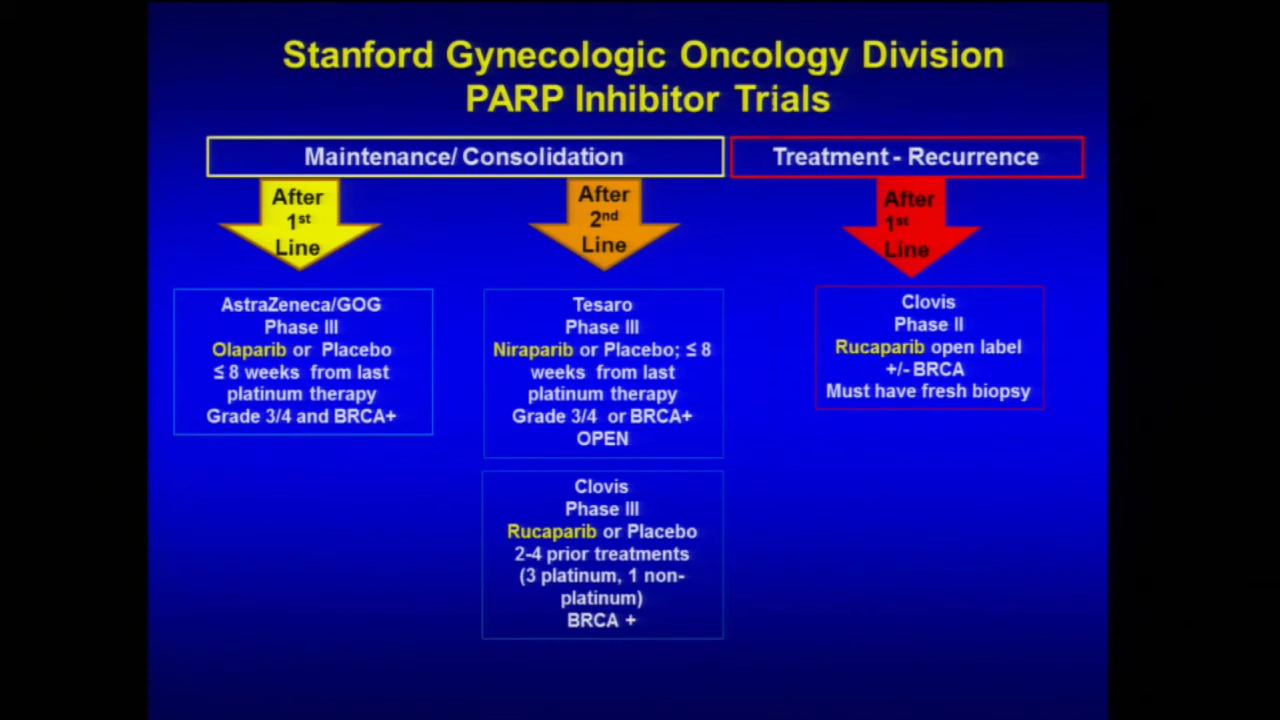 Stanford Gynecologic Oncology Division
PARP Inhibitor Trials
Maintenance/ Consolidation
Treatment - Recurrence
After
1st
Line
After
2nd
Line
After
1st
Line
AstraZeneca/GOG
Phase III
Olaparib or Placebo
≤ 8 weeks from last
platinum therapy
Grade 3/4 and BRCA+
Tesaro
Phase III
Niraparib or Placebo; ≤ 8
weeks from last
platinum therapy
Grade 3/4 or BRCA+
OPEN
Clovis
Phase III
Rucaparib or Placebo
2-4 prior treatments
(3 platinum, 1 non-
platinum)
BRCA +
Clovis
Phase II
Rucaparib open label
+/- BRCA
Must have fresh biopsy